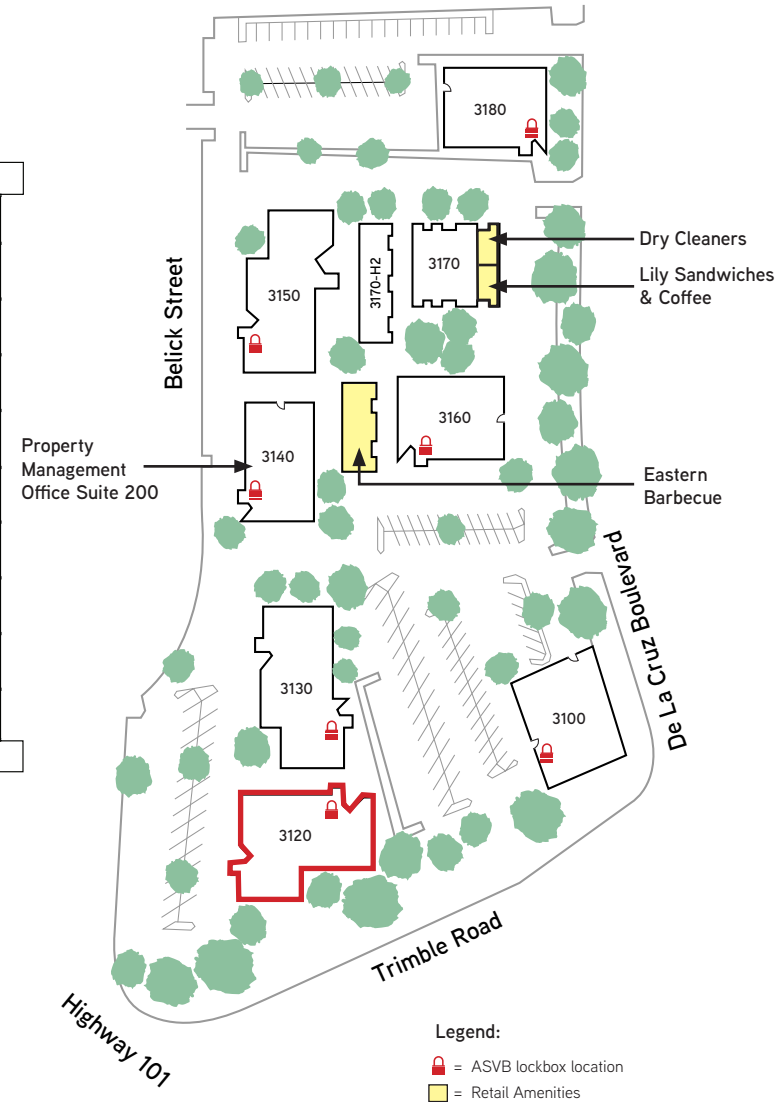 3180
Dry Cleaners
Lily Sandwiches
& Coffee
3170
3170-H2
3150
Belick Street
3160
3140
Property
Management
Office Suite 200
Eastern
Barbecue
De La Cruz Boulevard
3130
3100
3120
Trimble Road
Highway 101
Legend:
= ASVB lockbox location
= Retail Amenities